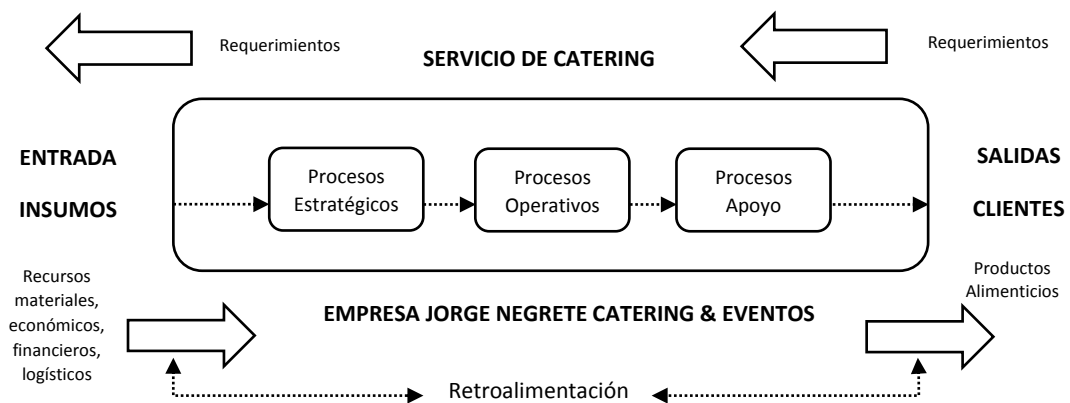 Requerimientos
SERVICIO DE CATERING
Requerimientos
ENTRADA
INSUMOS
Procesos
Estratégicos
Procesos
Operativos
Procesos
Apoyo
SALIDAS
CLIENTES
Recursos
materiales,
económicos,
financieros,
logísticos
EMPRESA JORGE NEGRETE CATERING & EVENTOS
Productos
Alimenticios
Retroalimentación